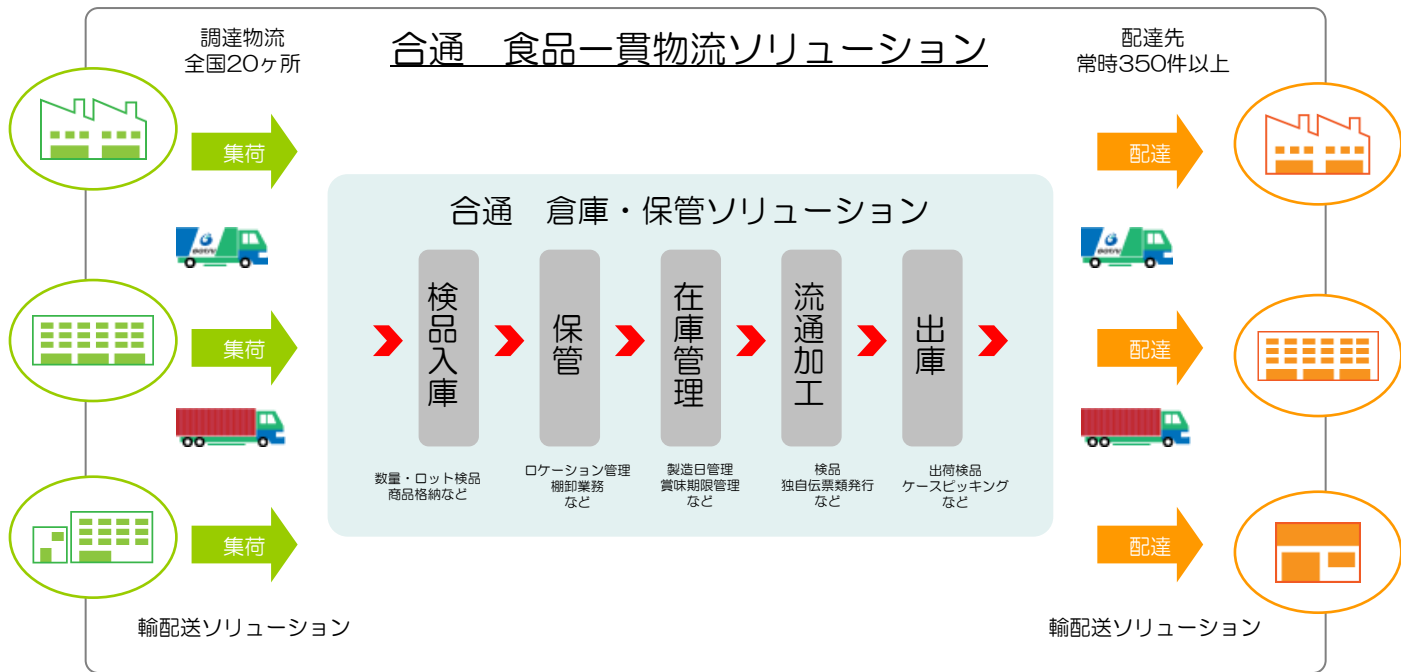 合通　食品一貫物流ソリューション
調達物流
全国20ヶ所
配達先
常時350件以上
集荷
配達
合通　倉庫・保管ソリューション
検品入庫
保管
在庫管理
流通加工
出庫
集荷
配達
数量・ロット検品
商品格納など
ロケーション管理
棚卸業務
など
製造日管理
賞味期限管理
など
検品
独自伝票類発行
など
出荷検品
ケースピッキング
など
集荷
配達
輸配送ソリューション
輸配送ソリューション